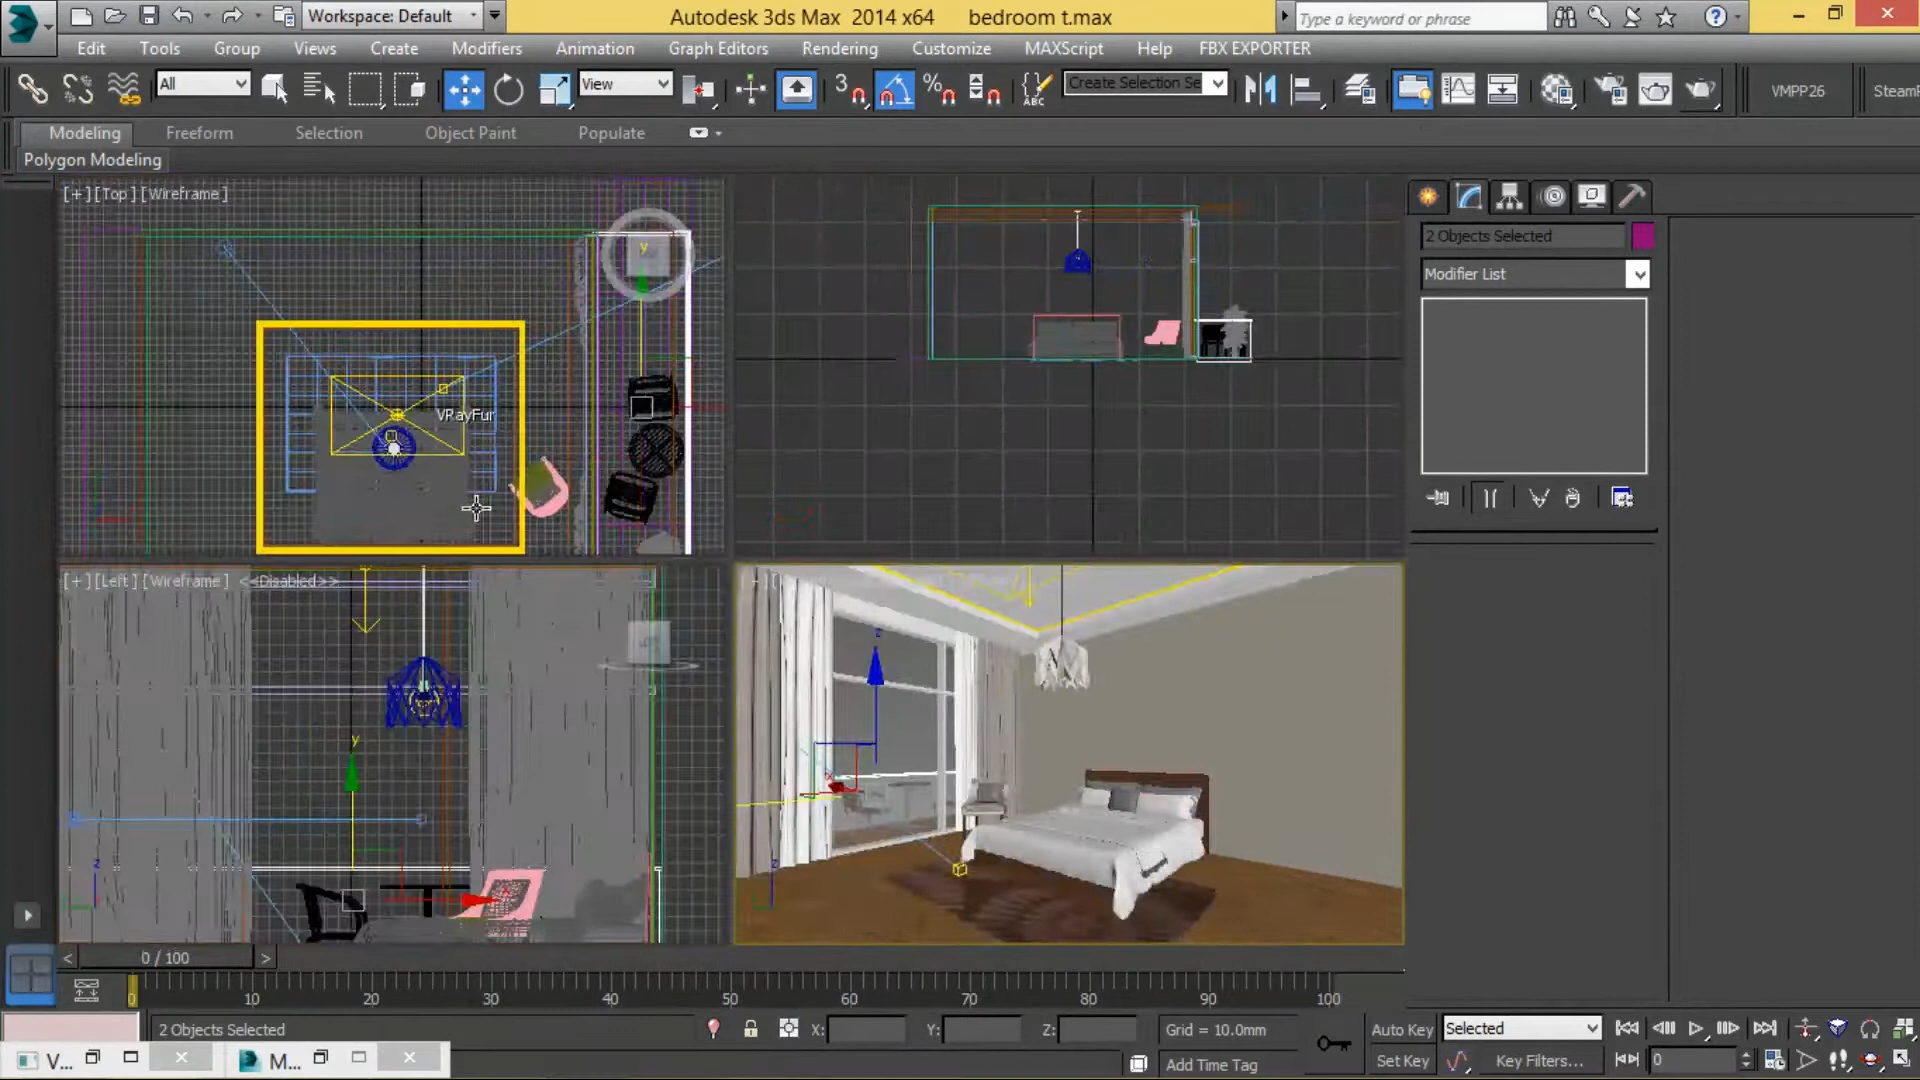 Workspace: Default
Autodesk 3ds Max 2014 x64 bedroom t.max
Type a keyword or phrase
Edit Tools Group Views Create Modifiers Animation Graph Editors Rendering Customize MAXScript Help FBX EXPORTER
All
View
3
%
ABC
Create Selection Se
VMPP26
Steam
Modeling Freeform Selection Object Paint Populate
Polygon Modeling
[+][Top][Wireframe]
y
VRayFur
2 Objects Selected
Modifier List
[+][Left][Wireframe] <<Disabled>>
y
z
z
x
z
< 0 / 100 >
0 10 20 30 40 50 60 70 80 90 100
2 Objects Selected
X: Y: Z:
Grid = 10.0mm
Add Time Tag
Auto Key Selected
Set Key Key Filters...
0
V...
M...